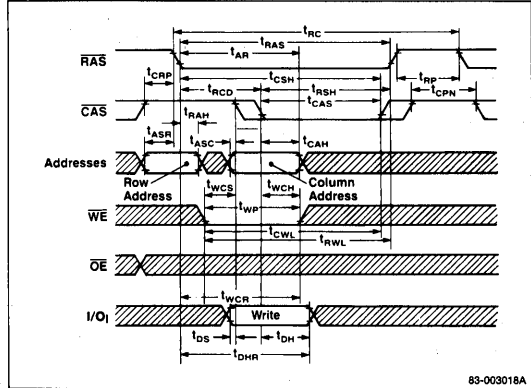 tRC
tRAS
tAR
RAS
tCRP
tCSH
tRP
tRCD
tRSH
tCPN
CAS
tRAH
tCAS
tASR
tASC
tCAH
Addresses
Row
Address
tWCS
tWCH
Column
Address
tWP
WE
tCWL
tRWL
OE
tWCR
I/OI
Write
tDS
tDH
tDHR
83-003018A